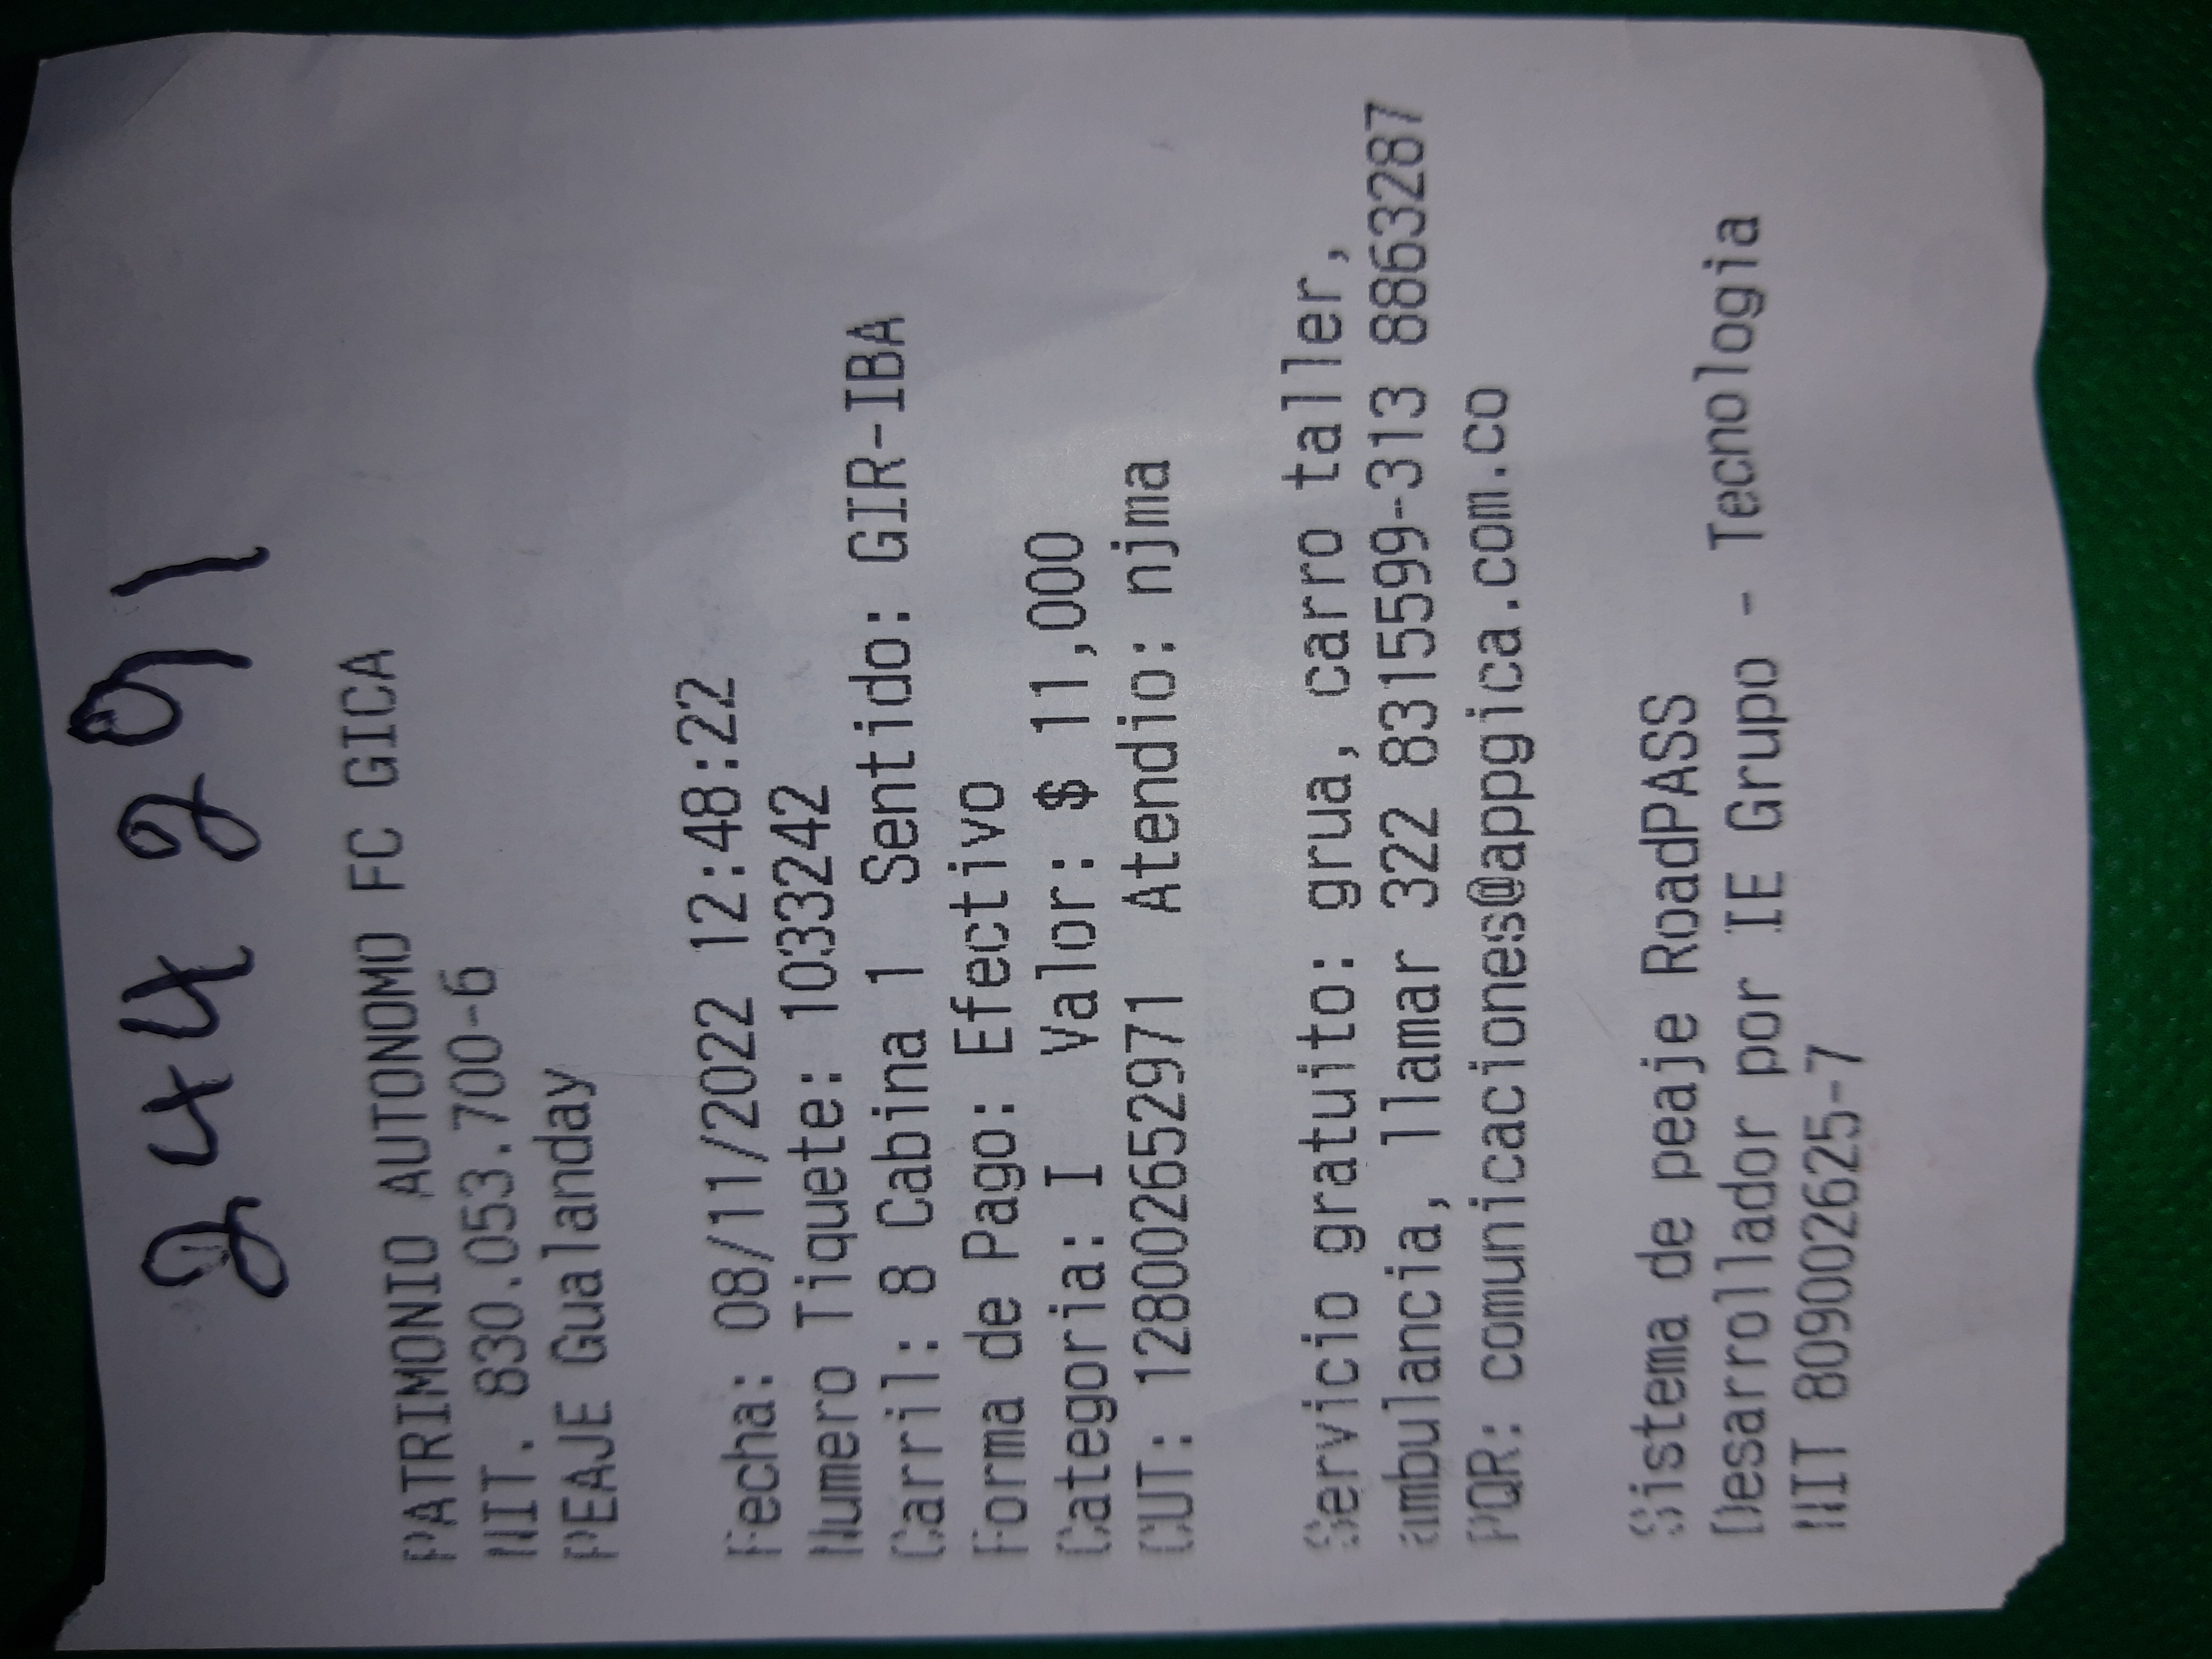 244291
PATRIMONIO AUTONOMO FC GICA
NIT. 830.053.700-6
PEAJE Gualanday
Fecha: 08/11/2022 12:48:22
Numero Tiquete: 1033242
Carril: 8 Cabina 1 Sentido: GIR-IBA
Forma de Pago: Efectivo
Categoria: I Valor: $ 11,000
CUT: 128002652971 Atendio: njma
Servicio gratuito: grua, carro taller,
ambulancia, llamar 322 8315599-313 8863287
PQR: comunicaciones@appgica.com.co
Sistema de peaje RoadPASS
Desarrollador por IE Grupo - Tecnologia
NIT 809002625-7